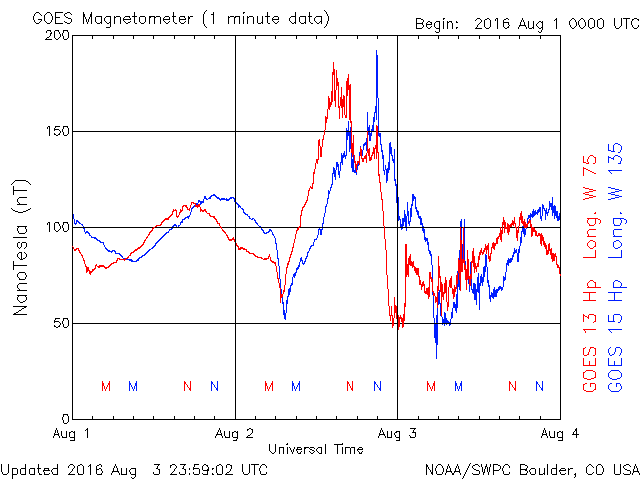 GOES Magnetometer (1 minute data)
Begin: 2016 Aug 1 0000 UTC
200
150
100
50
0
NanoTesla (nT)
M M N N M M N N M M N N
Aug 1 Aug 2 Aug 3 Aug 4
Universal Time
GOES 13 Hp Long. W 75
GOES 15 Hp Long. W 135
Updated 2016 Aug 3 23:59:02 UTC
NOAA/SWPC Boulder, CO USA